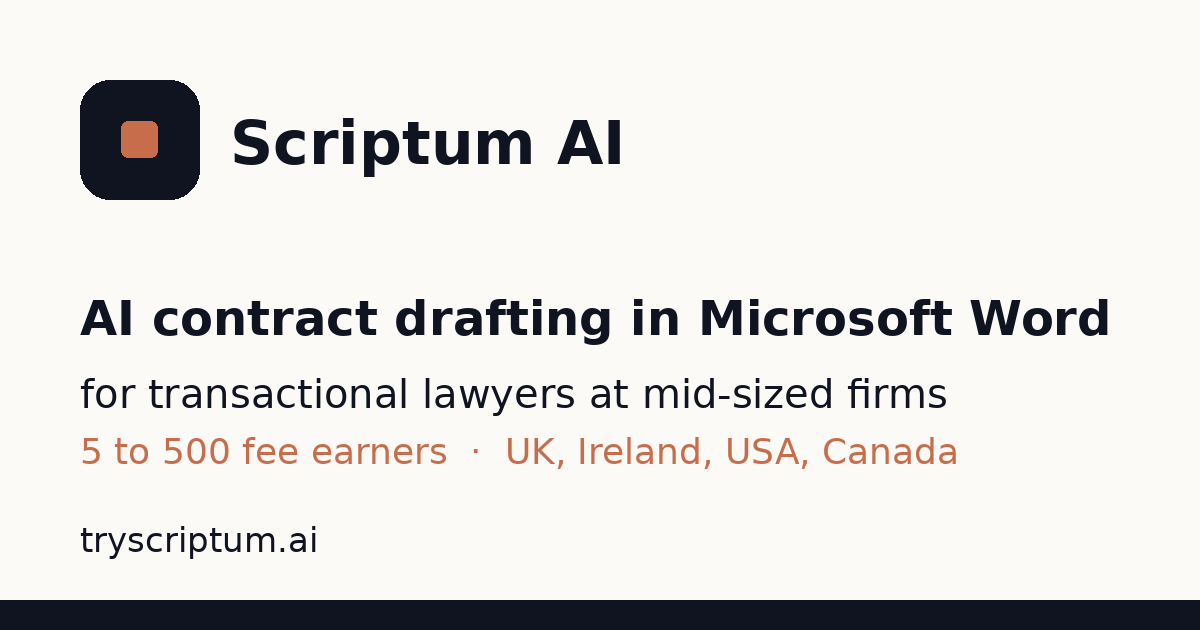 Scriptum AI
AI contract drafting in Microsoft Word
for transactional lawyers at mid-sized firms
5 to 500 fee earners · UK, Ireland, USA, Canada
tryscriptum.ai